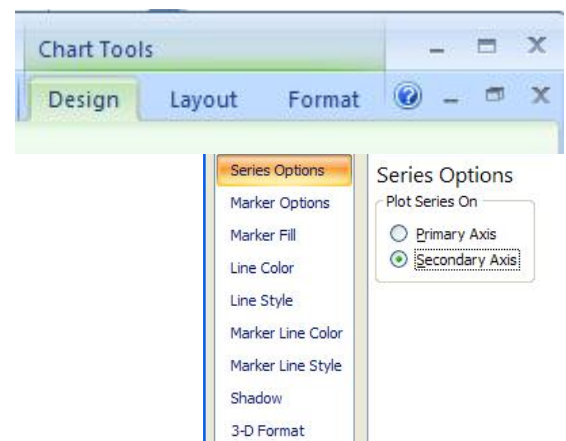 Chart Tools
Design Layout Format
Series Options
Marker Options
Marker Fill
Line Color
Line Style
Marker Line Color
Marker Line Style
Shadow
3-D Format
Series Options
Plot Series On
Primary Axis
Secondary Axis